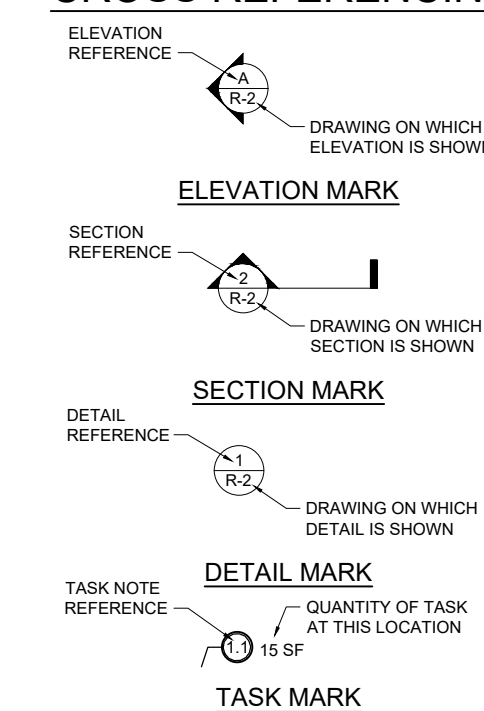 ELEVATION
REFERENCE
A
R-2
DRAWING ON WHICH
ELEVATION IS SHOWN
ELEVATION MARK
SECTION
REFERENCE
2
R-2
DRAWING ON WHICH
SECTION IS SHOWN
SECTION MARK
DETAIL
REFERENCE
1
R-2
DRAWING ON WHICH
DETAIL IS SHOWN
DETAIL MARK
TASK NOTE
REFERENCE
QUANTITY OF TASK
AT THIS LOCATION
1.1
15 SF
TASK MARK